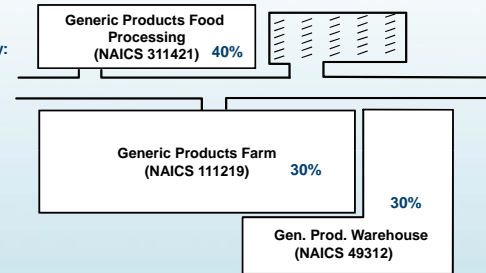 Generic Products Food
Processing
(NAICS 311421) 40%
y:
Generic Products Farm
(NAICS 111219) 30%
30%
Gen. Prod. Warehouse
(NAICS 49312)